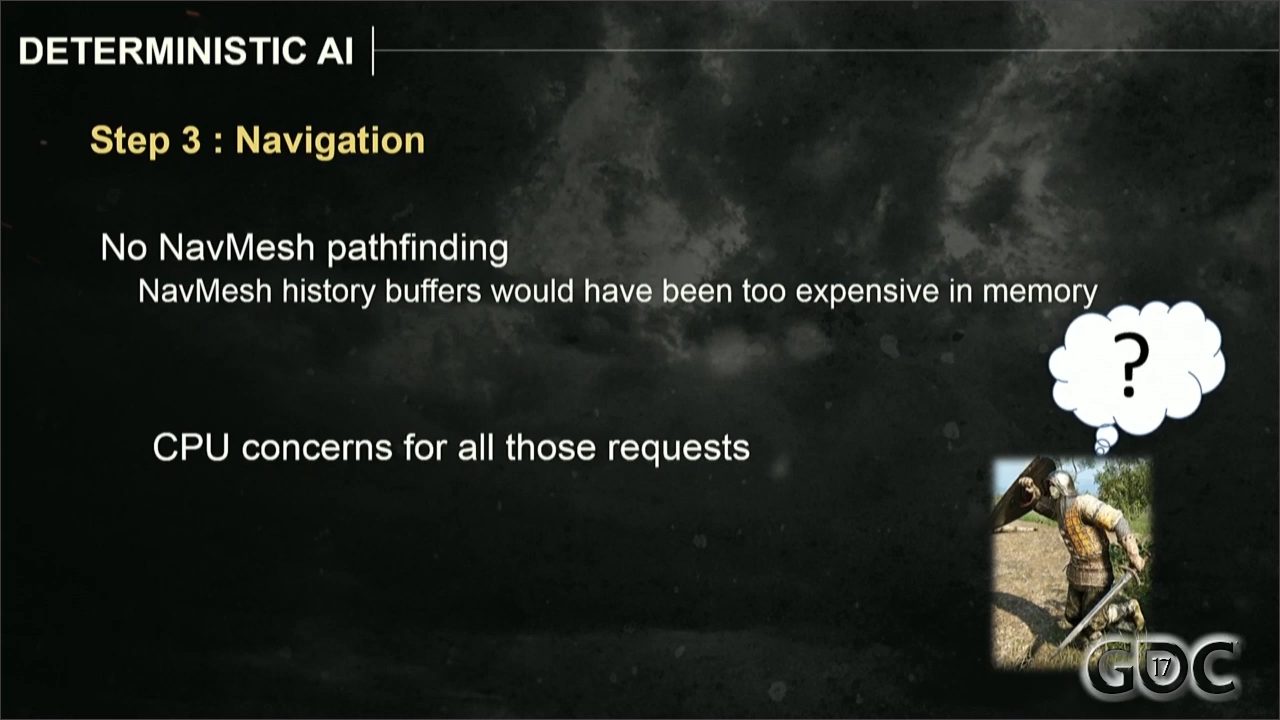 DETERMINISTIC AI
Step 3 : Navigation
No NavMesh pathfinding
NavMesh history buffers would have been too expensive in memory
?
CPU concerns for all those requests
GDC
17